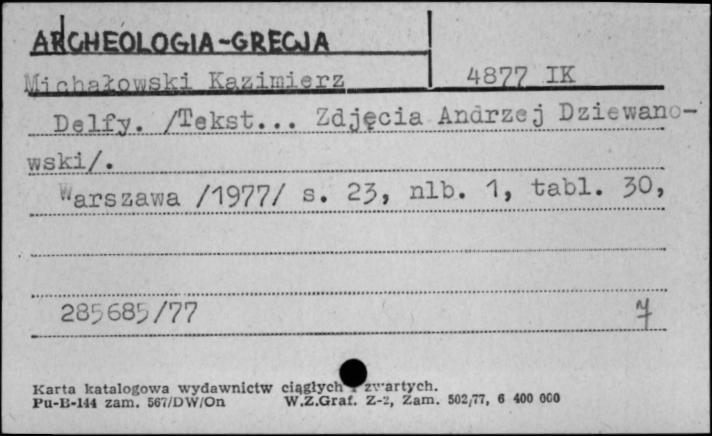 ARCHEOLOGIA-GRECJA
Michałowski Kazimierz 4877 IK
Delfy. /Tekst... Zdjęcia Andrzej Dziewano-
wski/.
Warszawa /1977/ s. 23, nlb. 1, tabl. 30,
285685/77 7
Karta katalogowa wydawnictw ciągłych i zwartych.
Pu-B-144 zam. 567/DW/On W.Z.Graf. Z-2, Zam. 502/77, 6 400 000